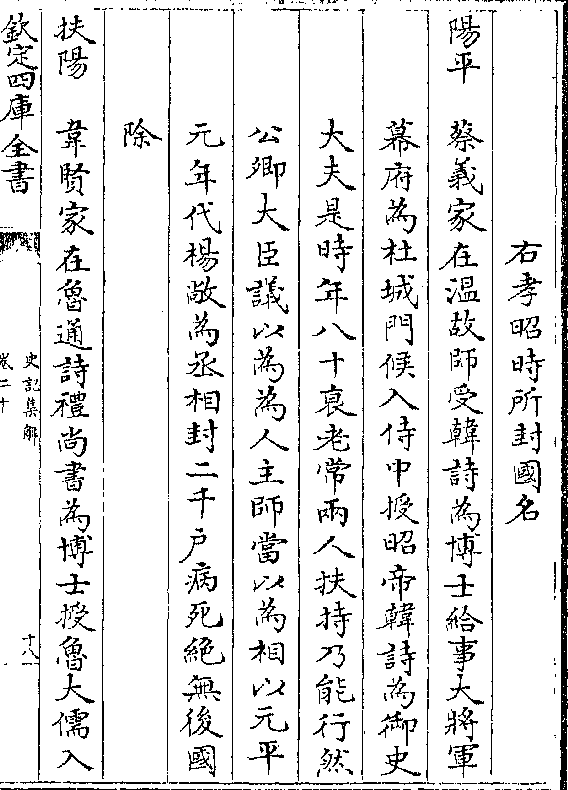 右孝昭時所封國名
陽平　蔡義家在溫故師受韓詩為博士給事大將軍
幕府為杜城門候入侍中授昭帝韓詩為御史
大夫是時年八十衰老常兩人扶持乃能行然
公卿大臣議以為為人主師當以為相以元平
元年代楊敞為丞相封二千户病死絶無後國
除
扶陽　韋賢家在魯通詩禮尚書為博士授魯大儒入
欽定四庫全書
史記集解
卷二十
十八